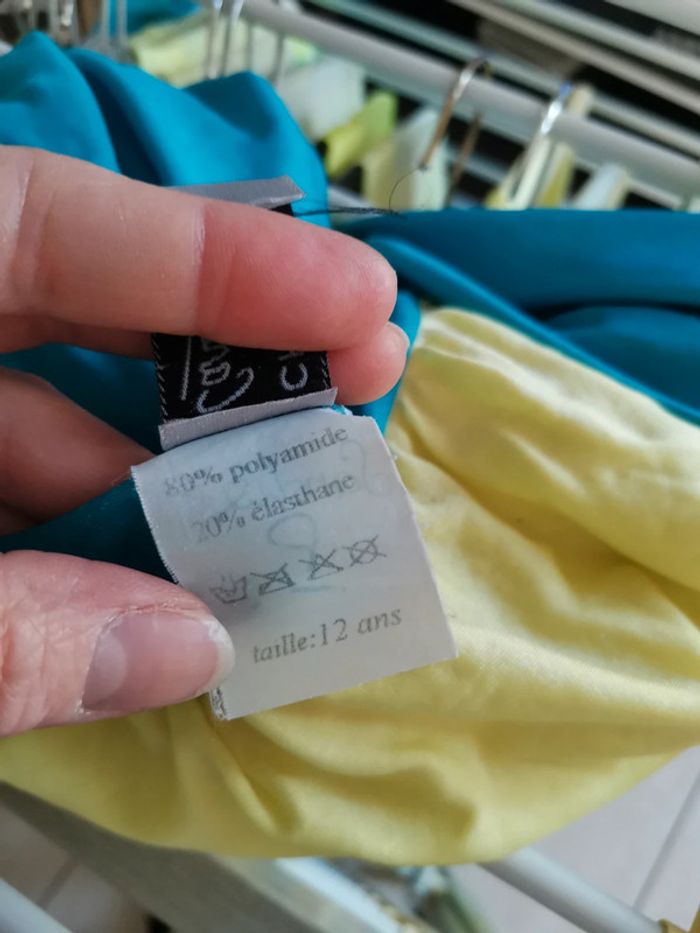 80% polyamide
20% élasthane
taille:12 ans